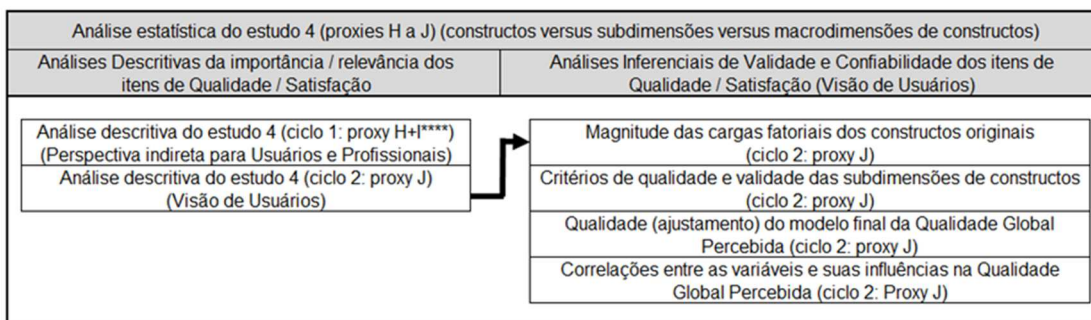 Análise estatística do estudo 4 (proxies H a J) (constructos versus subdimensões versus macrodimensões de constructos)
Análises Descritivas da importância / relevância dos
itens de Qualidade / Satisfação
Análises Inferenciais de Validade e Confiabilidade dos itens de
Qualidade / Satisfação (Visão de Usuários)
Análise descritiva do estudo 4 (ciclo 1: proxy H+I****)
(Perspectiva indireta para Usuários e Profissionais)
Análise descritiva do estudo 4 (ciclo 2: proxy J)
(Visão de Usuários)
Magnitude das cargas fatoriais dos constructos originais
(ciclo 2: proxy J)
Critérios de qualidade e validade das subdimensões de constructos
(ciclo 2: proxy J)
Qualidade (ajustamento) do modelo final da Qualidade Global
Percebida (ciclo 2: proxy J)
Correlações entre as variáveis e suas influências na Qualidade
Global Percebida (ciclo 2: Proxy J)